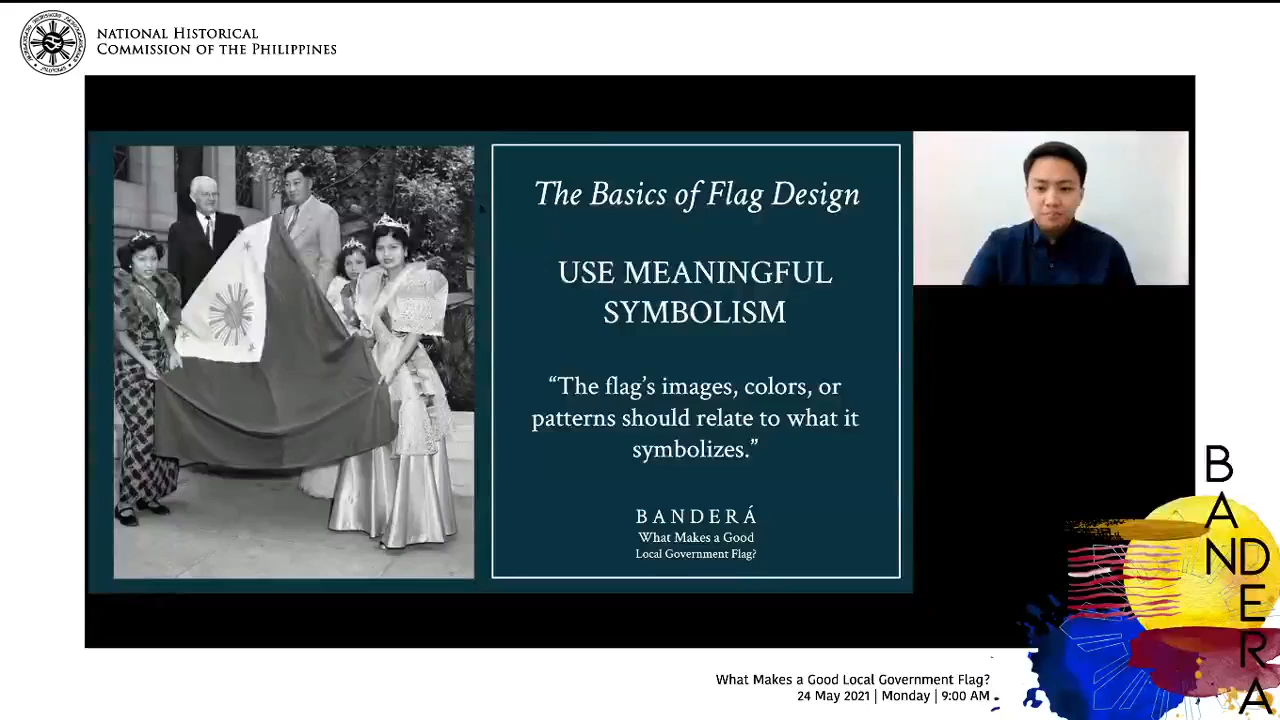 NATIONAL HISTORICAL
COMMISSION OF THE PHILIPPINES
The Basics of Flag Design
USE MEANINGFUL
SYMBOLISM
“The flag’s images, colors, or
patterns should relate to what it
symbolizes.”
BANDERÁ
What Makes a Good
Local Government Flag?
BANDERA
What Makes a Good Local Government Flag?
24 May 2021 | Monday | 9:00 AM